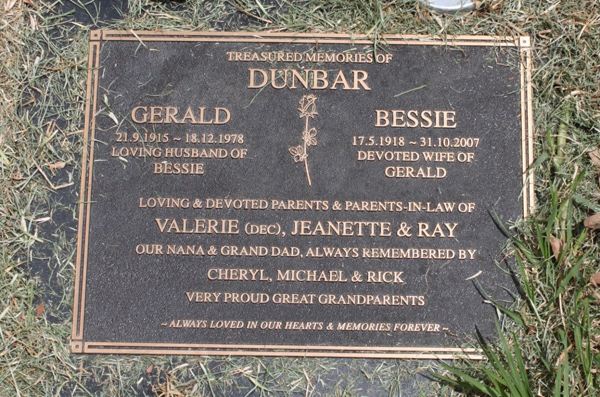 TREASURED MEMORIES OF
DUNBAR
GERALD
21.9.1915 ~ 18.12.1978
LOVING HUSBAND OF
BESSIE
BESSIE
17.5.1918 ~ 31.10.2007
DEVOTED WIFE OF
GERALD
LOVING & DEVOTED PARENTS & PARENTS-IN-LAW OF
VALERIE (DEC), JEANETTE & RAY
OUR NANA & GRAND DAD, ALWAYS REMEMBERED BY
CHERYL, MICHAEL & RICK
VERY PROUD GREAT GRANDPARENTS
~ ALWAYS LOVED IN OUR HEARTS & MEMORIES FOREVER ~